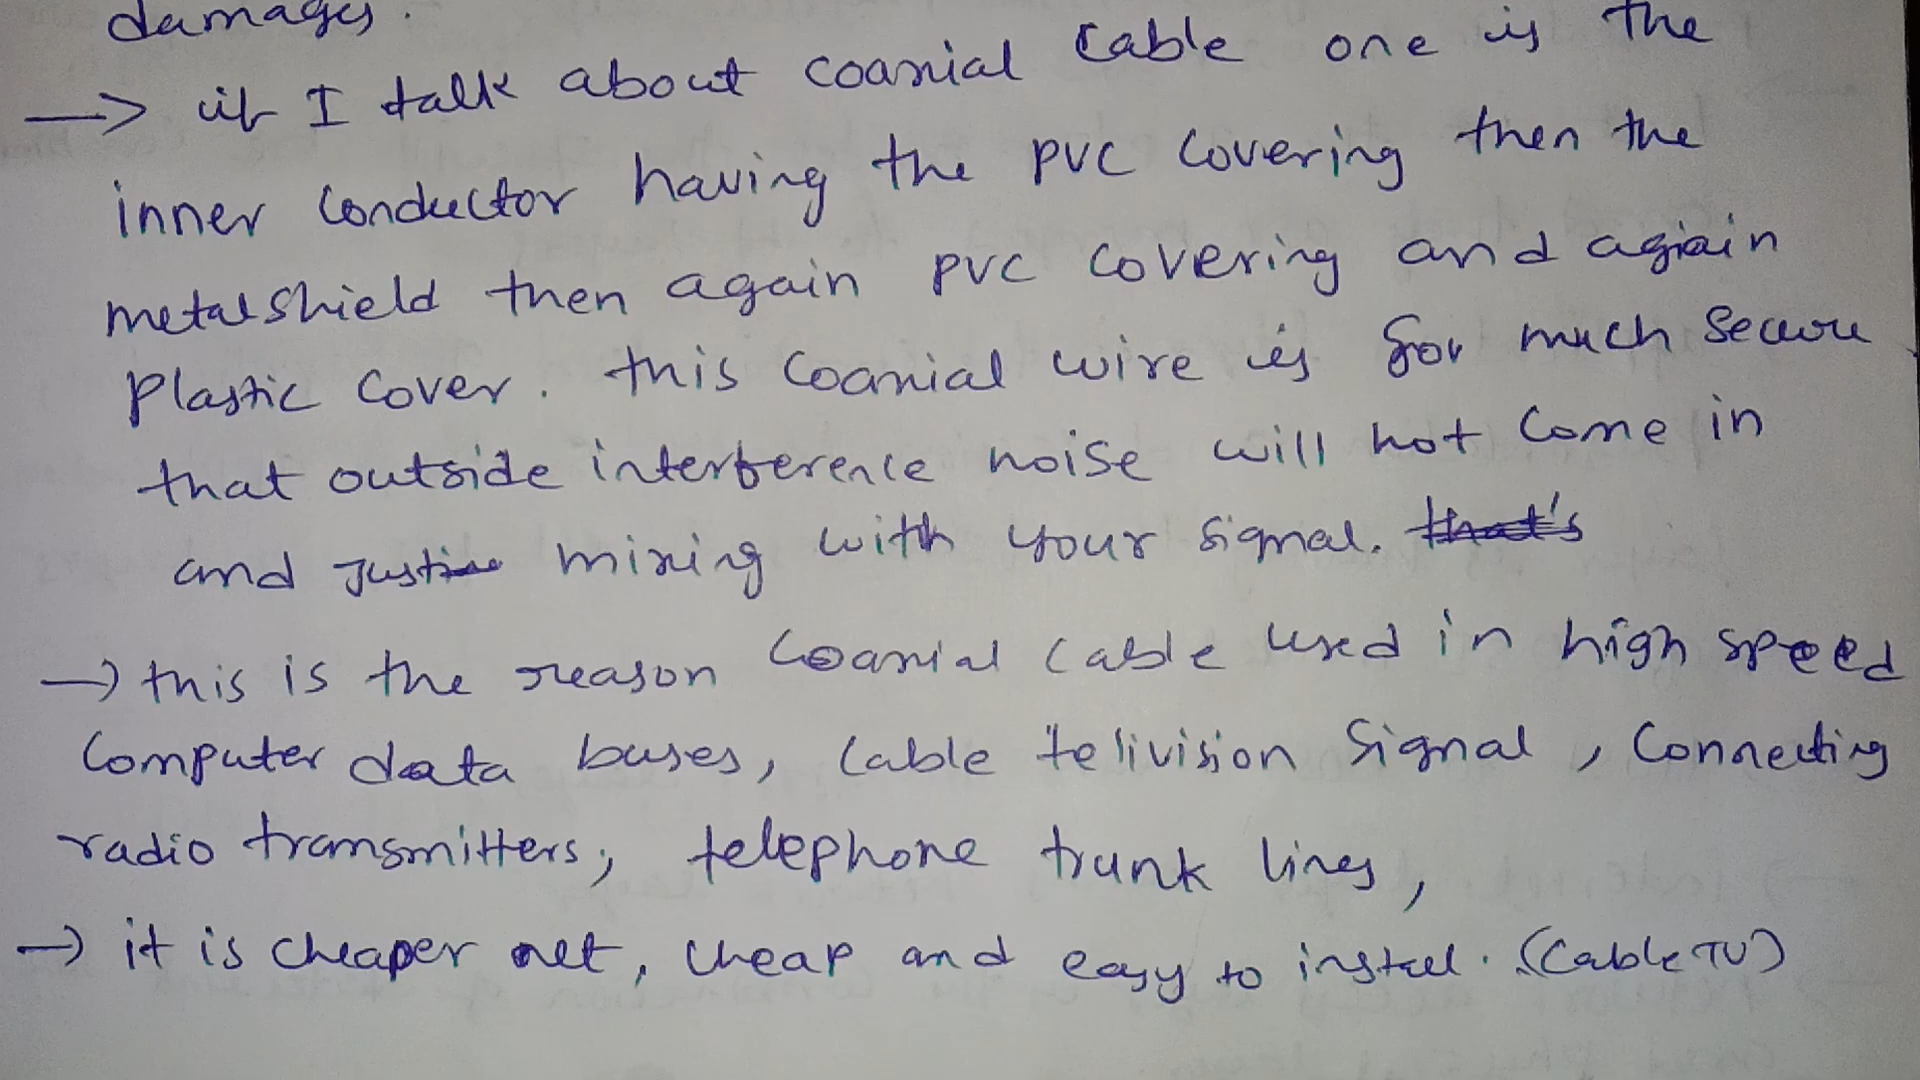 damages.
→ if I talk about coaxial cable one is the
inner conductor having the PVC covering then the
metal shield then again PVC covering and agiain
plastic cover. this coaxial wire is for much secure
that outside interference noise will not come in
and just mixing with your signal. that's
→ this is the reason coaxial cable used in high speed
computer data buses, cable telivision signal, connecting
radio transmitters, telephone trunk lines,
→ it is cheaper net, cheap and easy to install. (Cable TV)